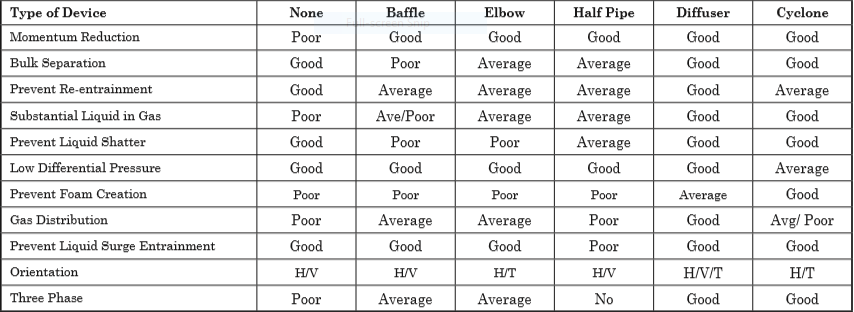 Type of Device None Baffle Elbow Half Pipe Diffuser Cyclone
Momentum Reduction Poor Good Good Good Good Good
Bulk Separation Good Poor Average Average Good Good
Prevent Re-entrainment Good Average Average Average Good Average
Substantial Liquid in Gas Poor Ave/Poor Average Average Good Good
Prevent Liquid Shatter Good Poor Poor Average Good Good
Low Differential Pressure Good Good Good Good Good Average
Prevent Foam Creation Poor Poor Poor Poor Average Good
Gas Distribution Poor Average Average Poor Good Avg/ Poor
Prevent Liquid Surge Entrainment Good Good Good Poor Good Good
Orientation H/V H/V H/T H/V H/V/T H/T
Three Phase Poor Average Average No Good Good